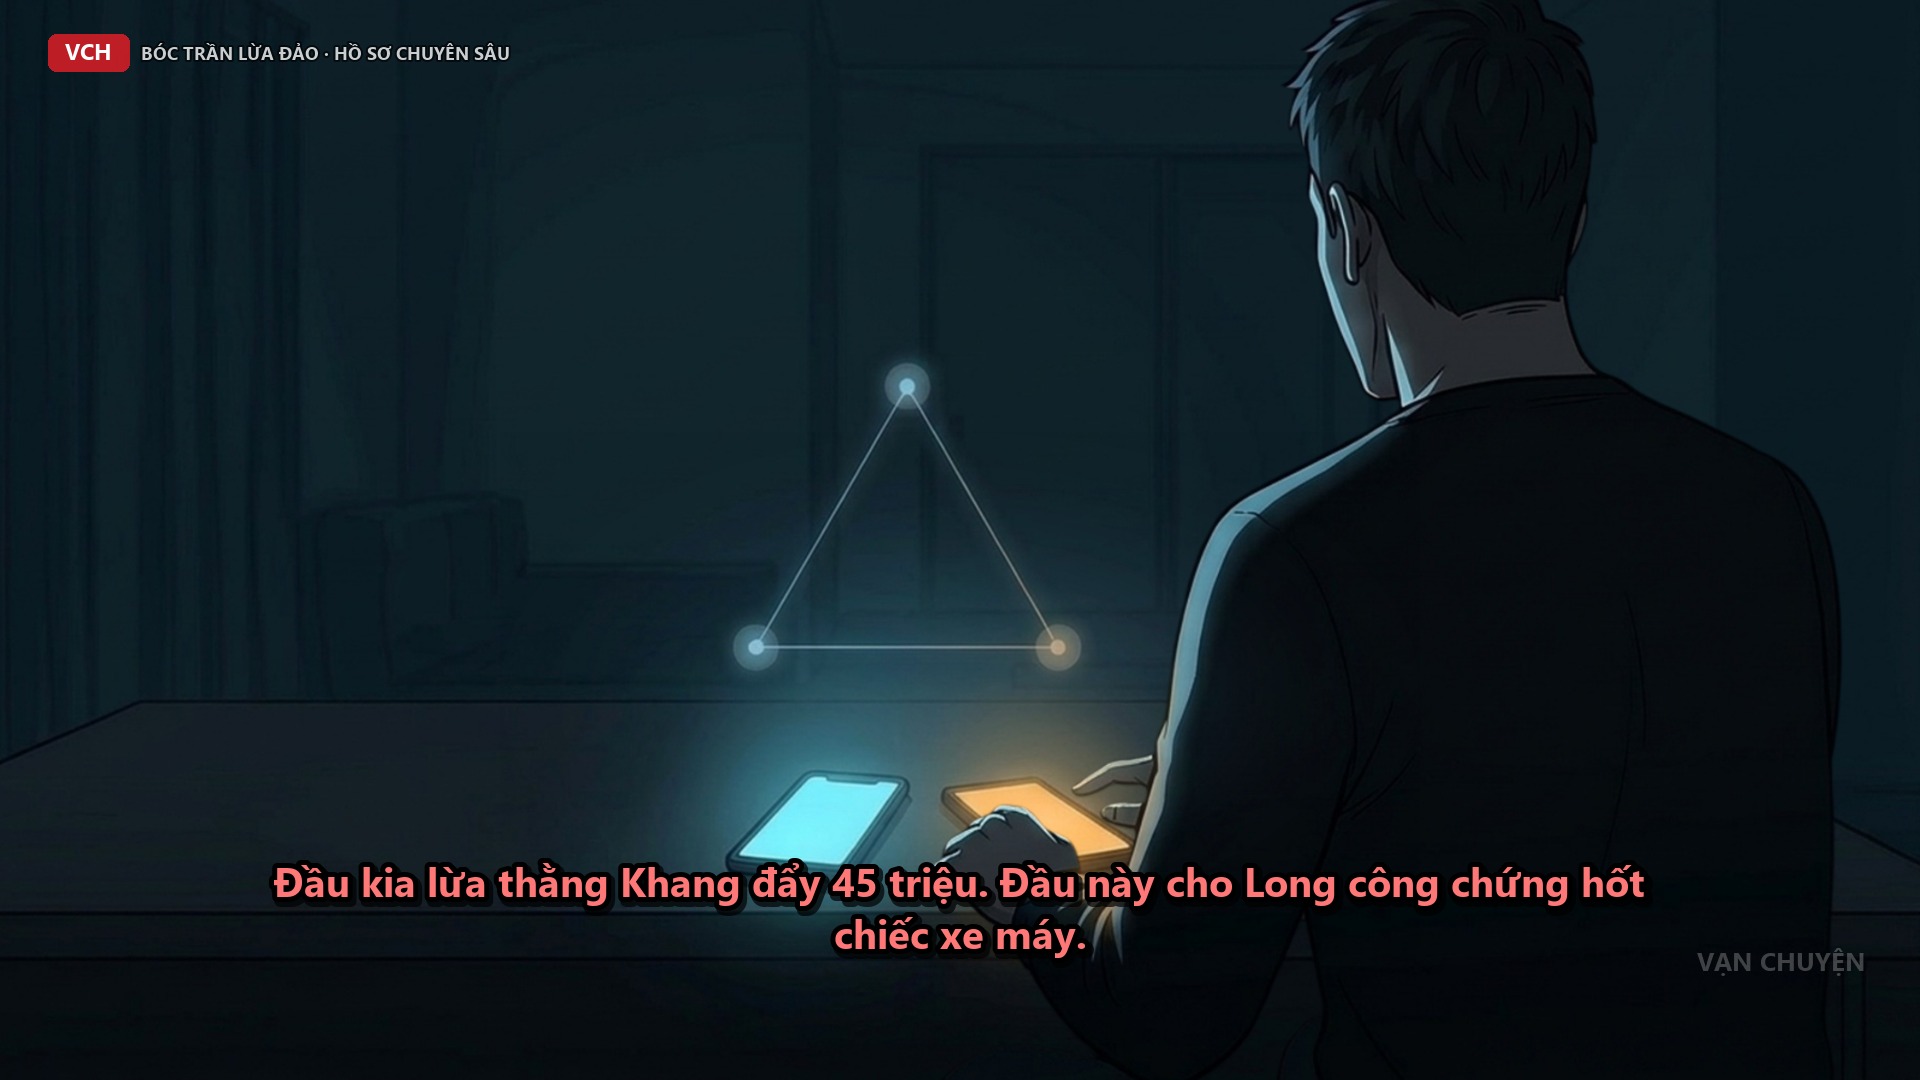 VCH BÓC TRẦN LỪA ĐẢO · HỒ SƠ CHUYÊN SÂU
Đầu kia lừa thằng Khang đẩy 45 triệu. Đầu này cho Long công chứng hốt
chiếc xe máy.
VẠN CHUYỆN